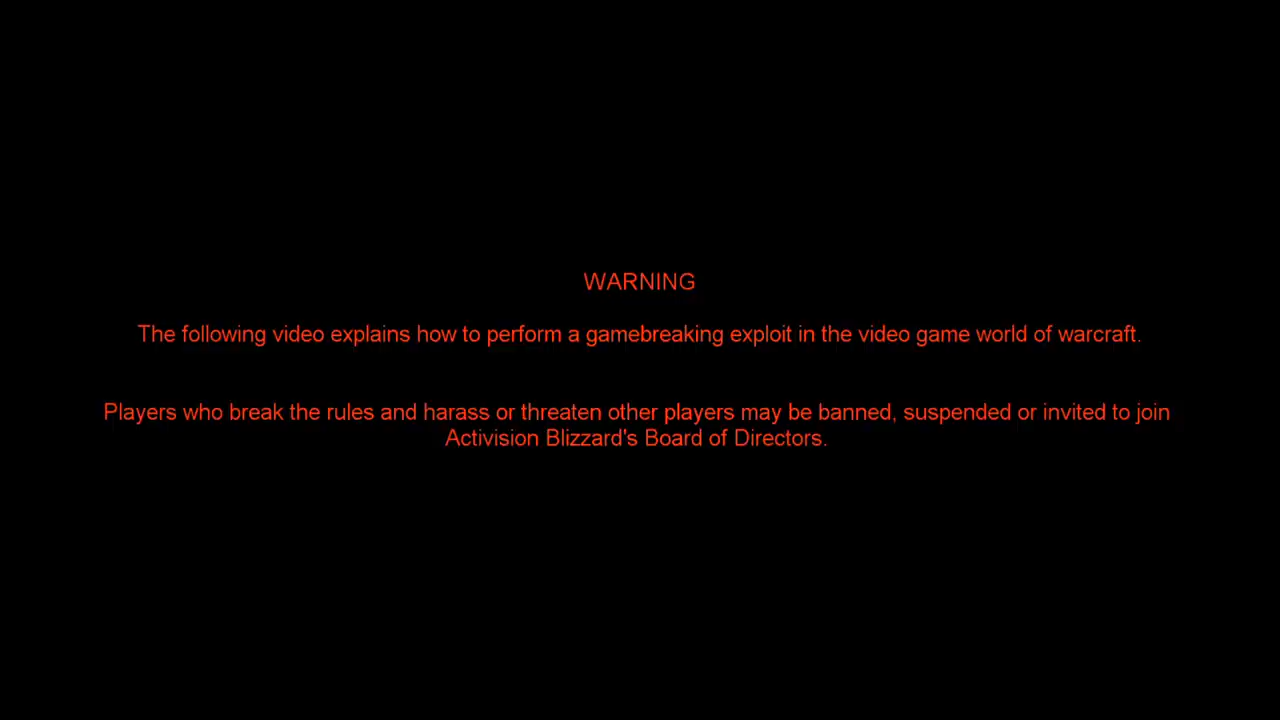 WARNING
The following video explains how to perform a gamebreaking exploit in the video game world of warcraft.
Players who break the rules and harass or threaten other players may be banned, suspended or invited to join
Activision Blizzard's Board of Directors.